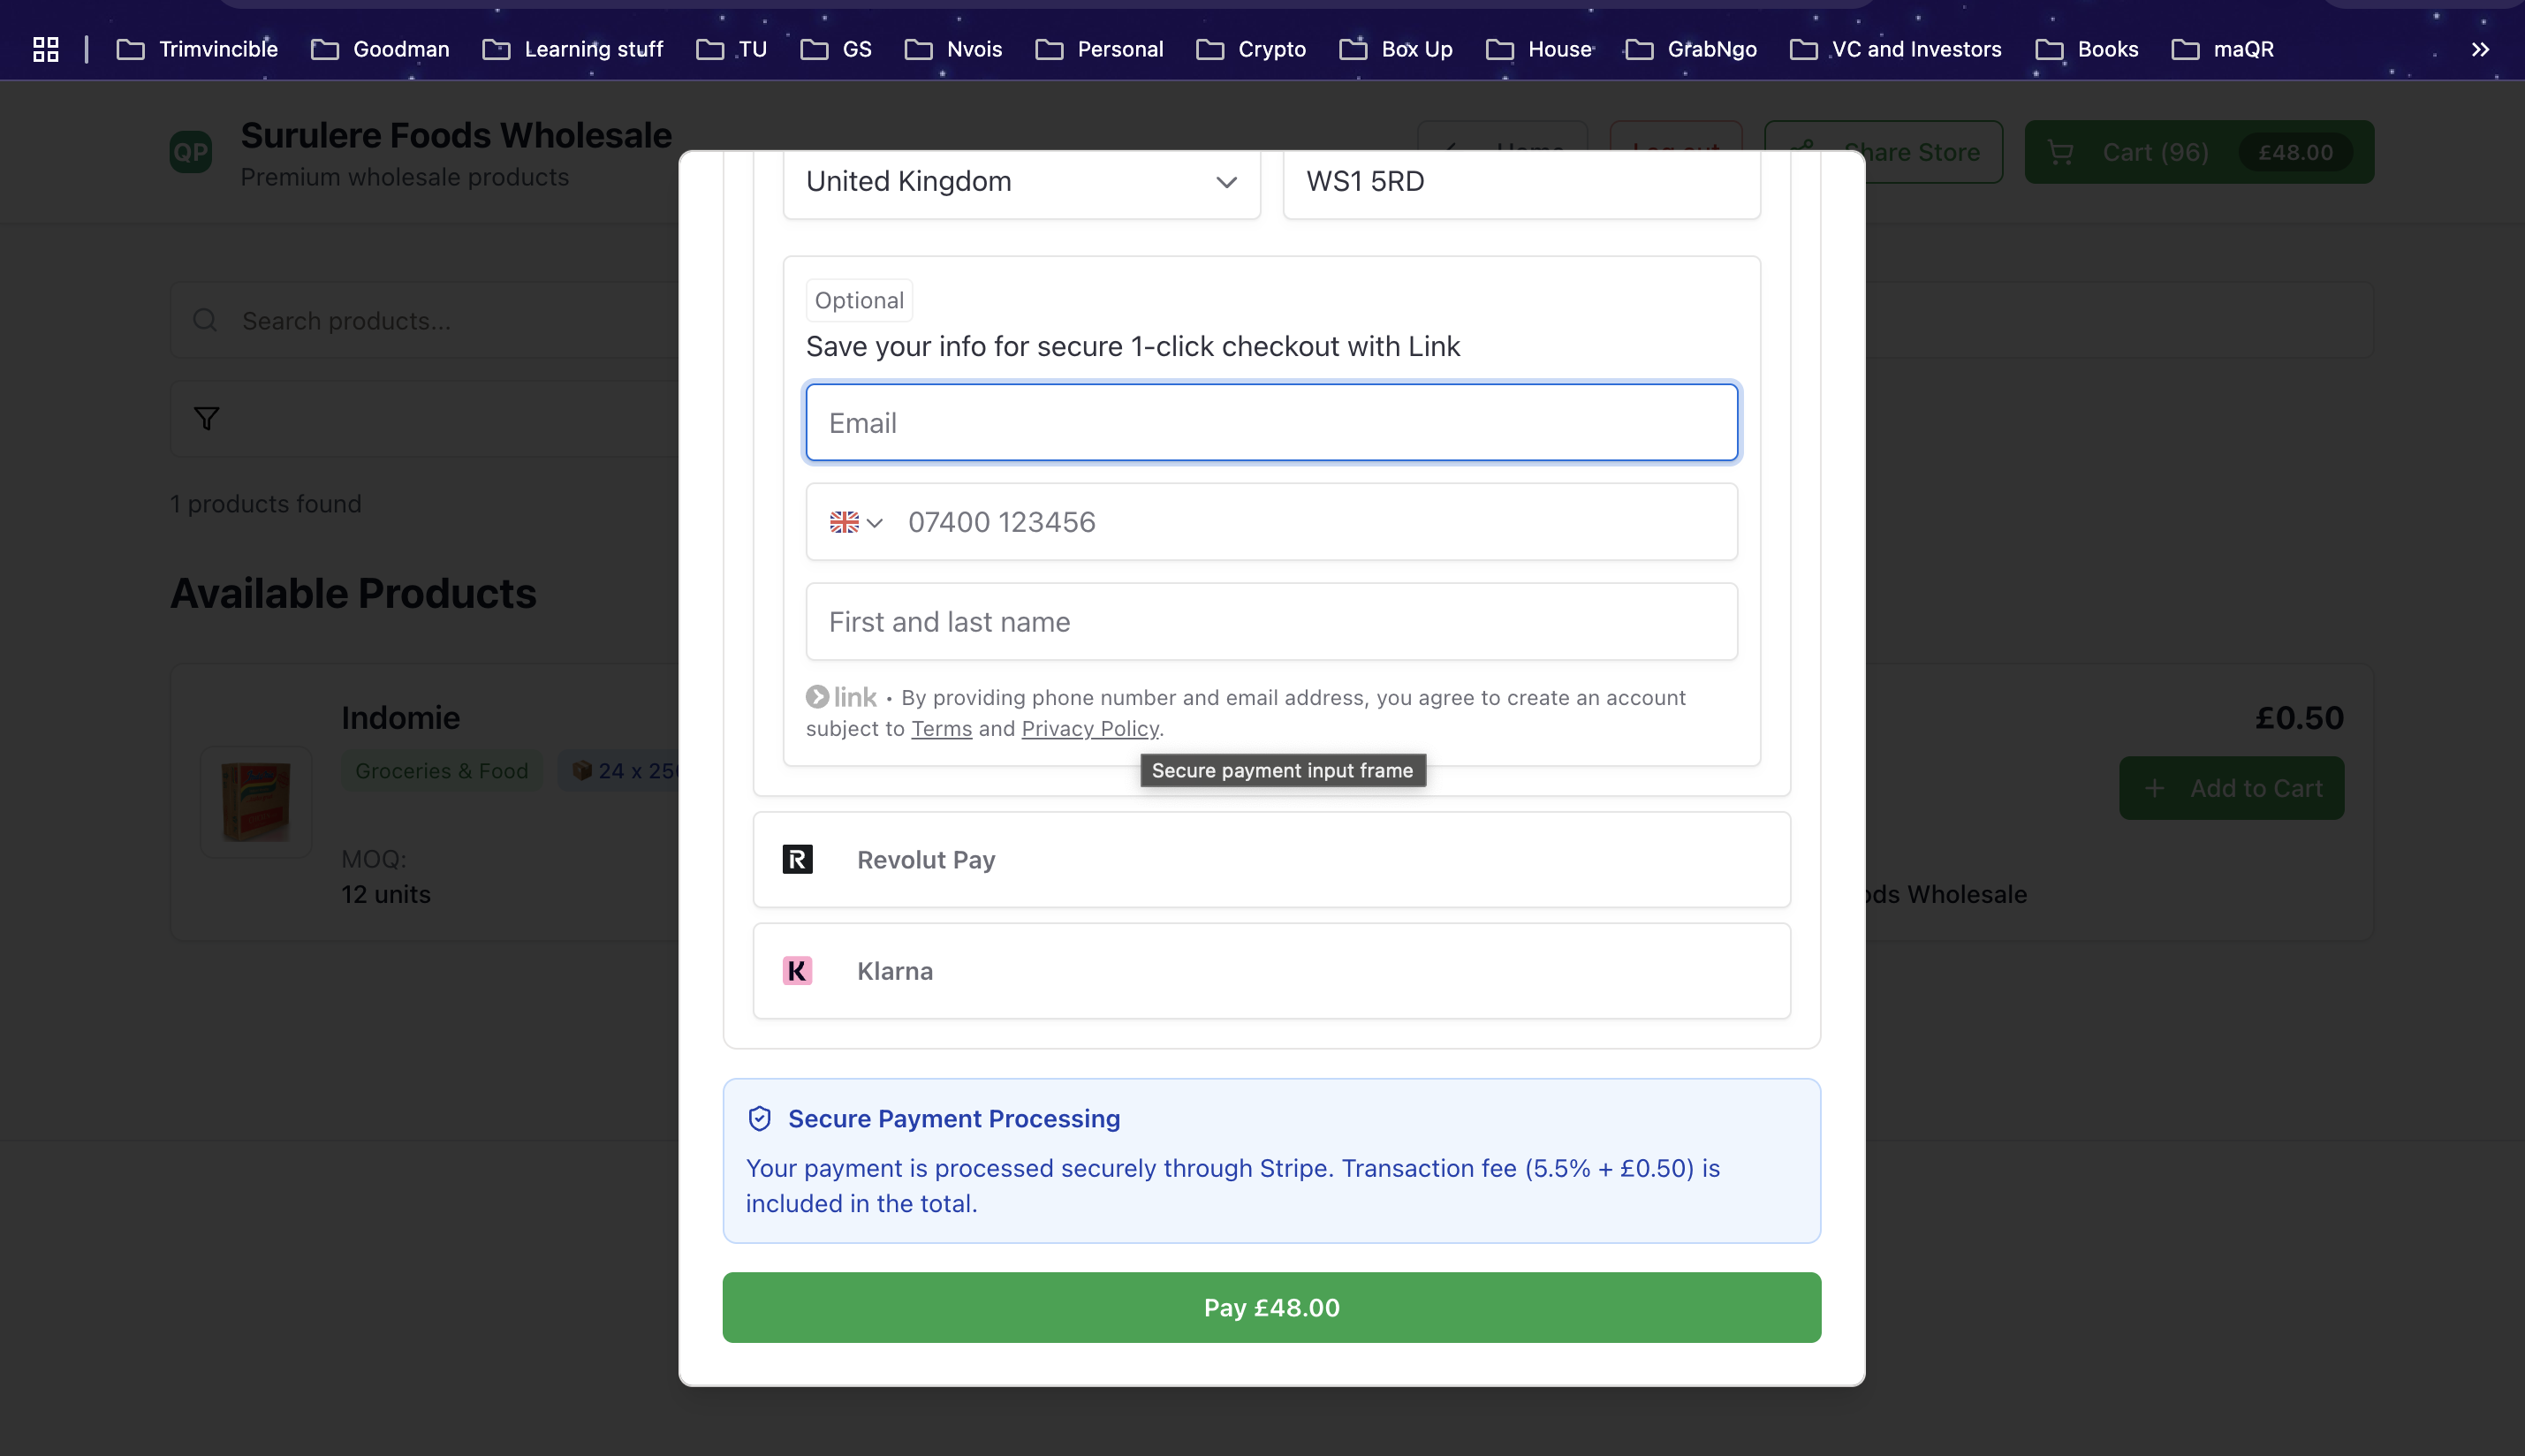 Trimvincible Goodman Learning stuff TU GS Nvois Personal Crypto Box Up House GrabNgo VC and Investors Books maQR
QP
Surulere Foods Wholesale
Premium wholesale products
Home
Log out
Share Store
Cart (96) £48.00
United Kingdom
WS1 5RD
Search products...
Optional
Save your info for secure 1-click checkout with Link
Email
07400 123456
First and last name
link • By providing phone number and email address, you agree to create an account
subject to Terms and Privacy Policy.
Secure payment input frame
1 products found
Available Products
Indomie
Groceries & Food
24 x 250
MOQ:
12 units
£0.50
+ Add to Cart
ods Wholesale
Revolut Pay
Klarna
Secure Payment Processing
Your payment is processed securely through Stripe. Transaction fee (5.5% + £0.50) is
included in the total.
Pay £48.00